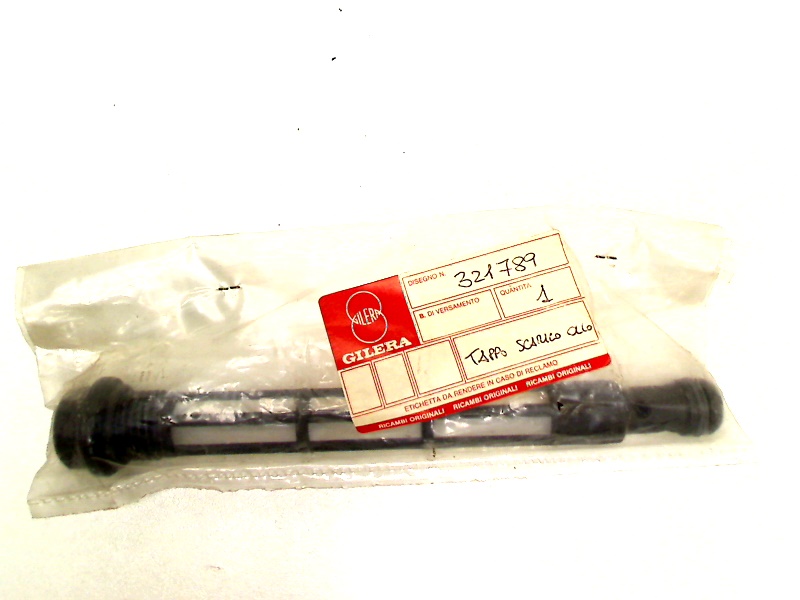 DISEGNO N. 321789
GILERA
B. DI VERSAMENTO
QUANTITÀ 1
GILERA
TAPPO SCARICO OLIO
ETICHETTA DA RENDERE IN CASO DI RECLAMO
RICAMBI ORIGINALI RICAMBI ORIGINALI RICAMBI ORIGINALI